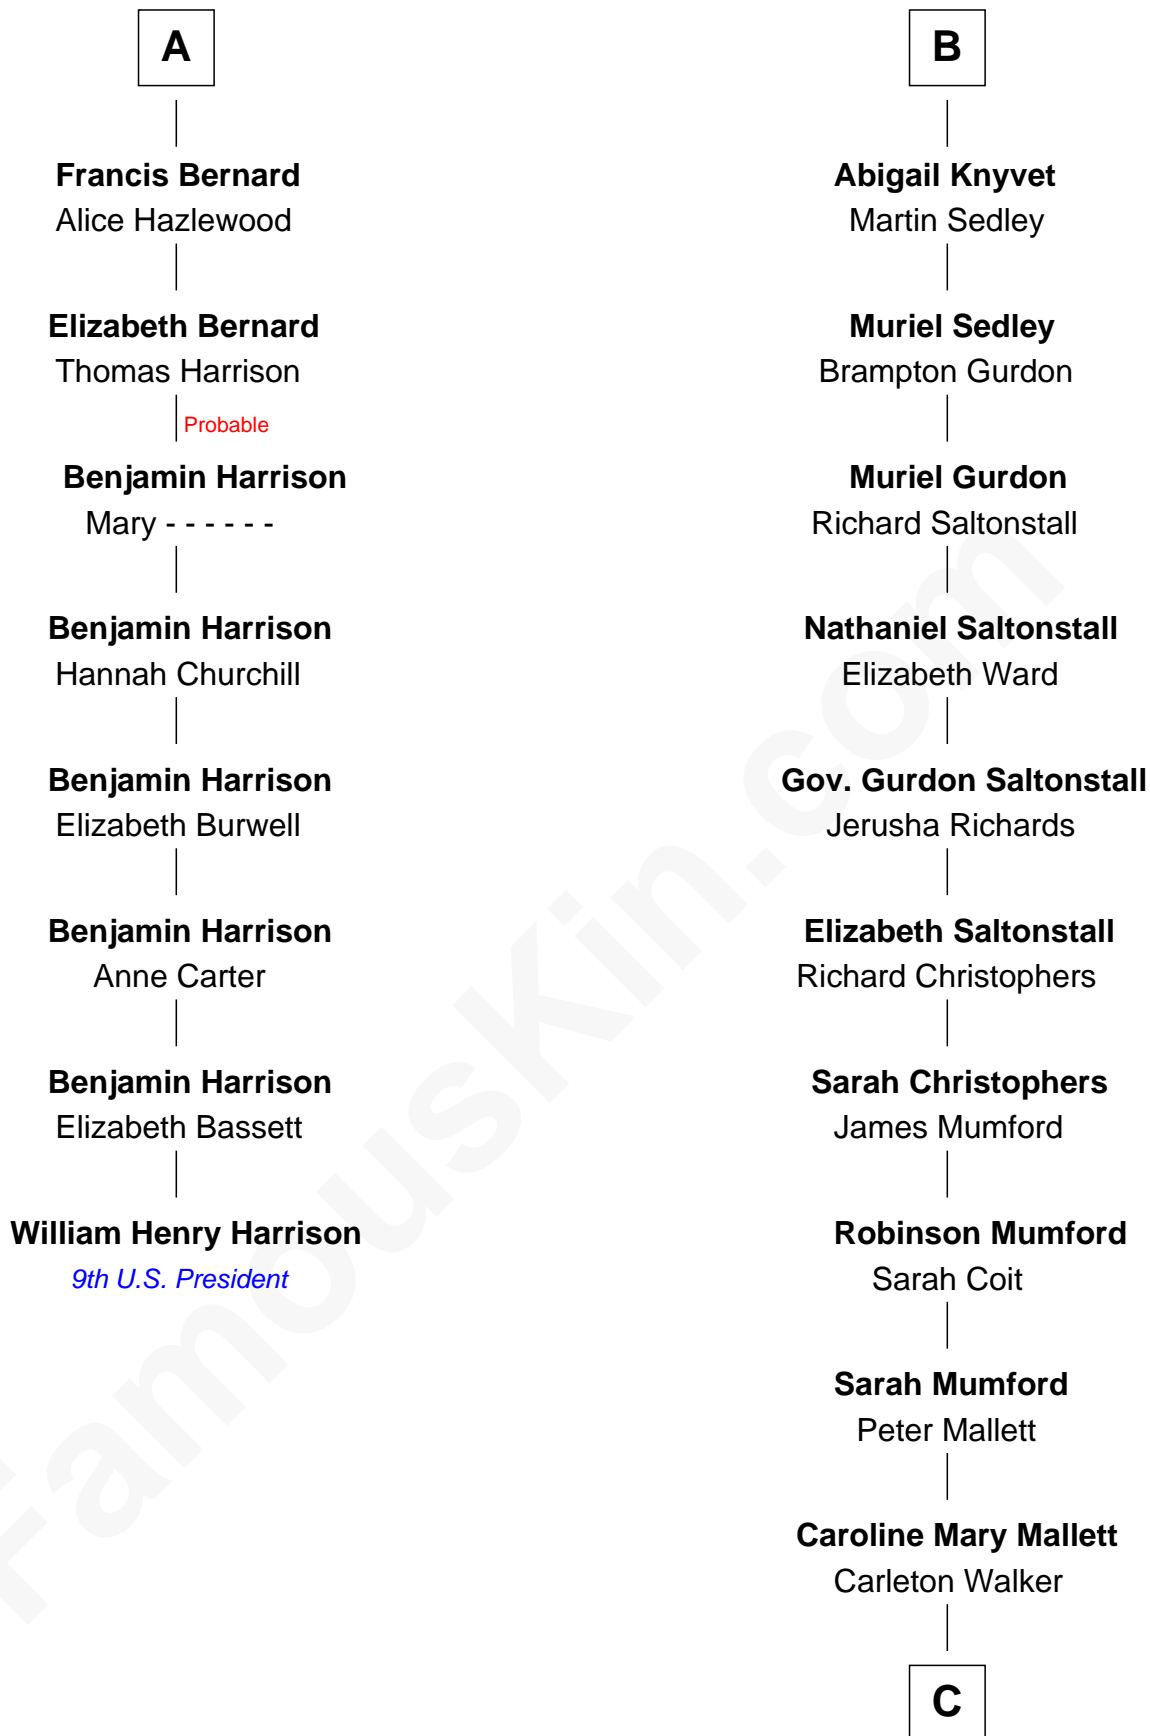 A
Francis Bernard
Alice Hazlewood
Elizabeth Bernard
Thomas Harrison
Probable
Benjamin Harrison
Mary - - - - - -
Benjamin Harrison
Hannah Churchill
Benjamin Harrison
Elizabeth Burwell
Benjamin Harrison
Anne Carter
Benjamin Harrison
Elizabeth Bassett
William Henry Harrison
9th U.S. President
B
Abigail Knyvet
Martin Sedley
Muriel Sedley
Brampton Gurdon
Muriel Gurdon
Richard Saltonstall
Nathaniel Saltonstall
Elizabeth Ward
Gov. Gurdon Saltonstall
Jerusha Richards
Elizabeth Saltonstall
Richard Christophers
Sarah Christophers
James Mumford
Robinson Mumford
Sarah Coit
Sarah Mumford
Peter Mallett
Caroline Mary Mallett
Carleton Walker
C
FamousKin.com